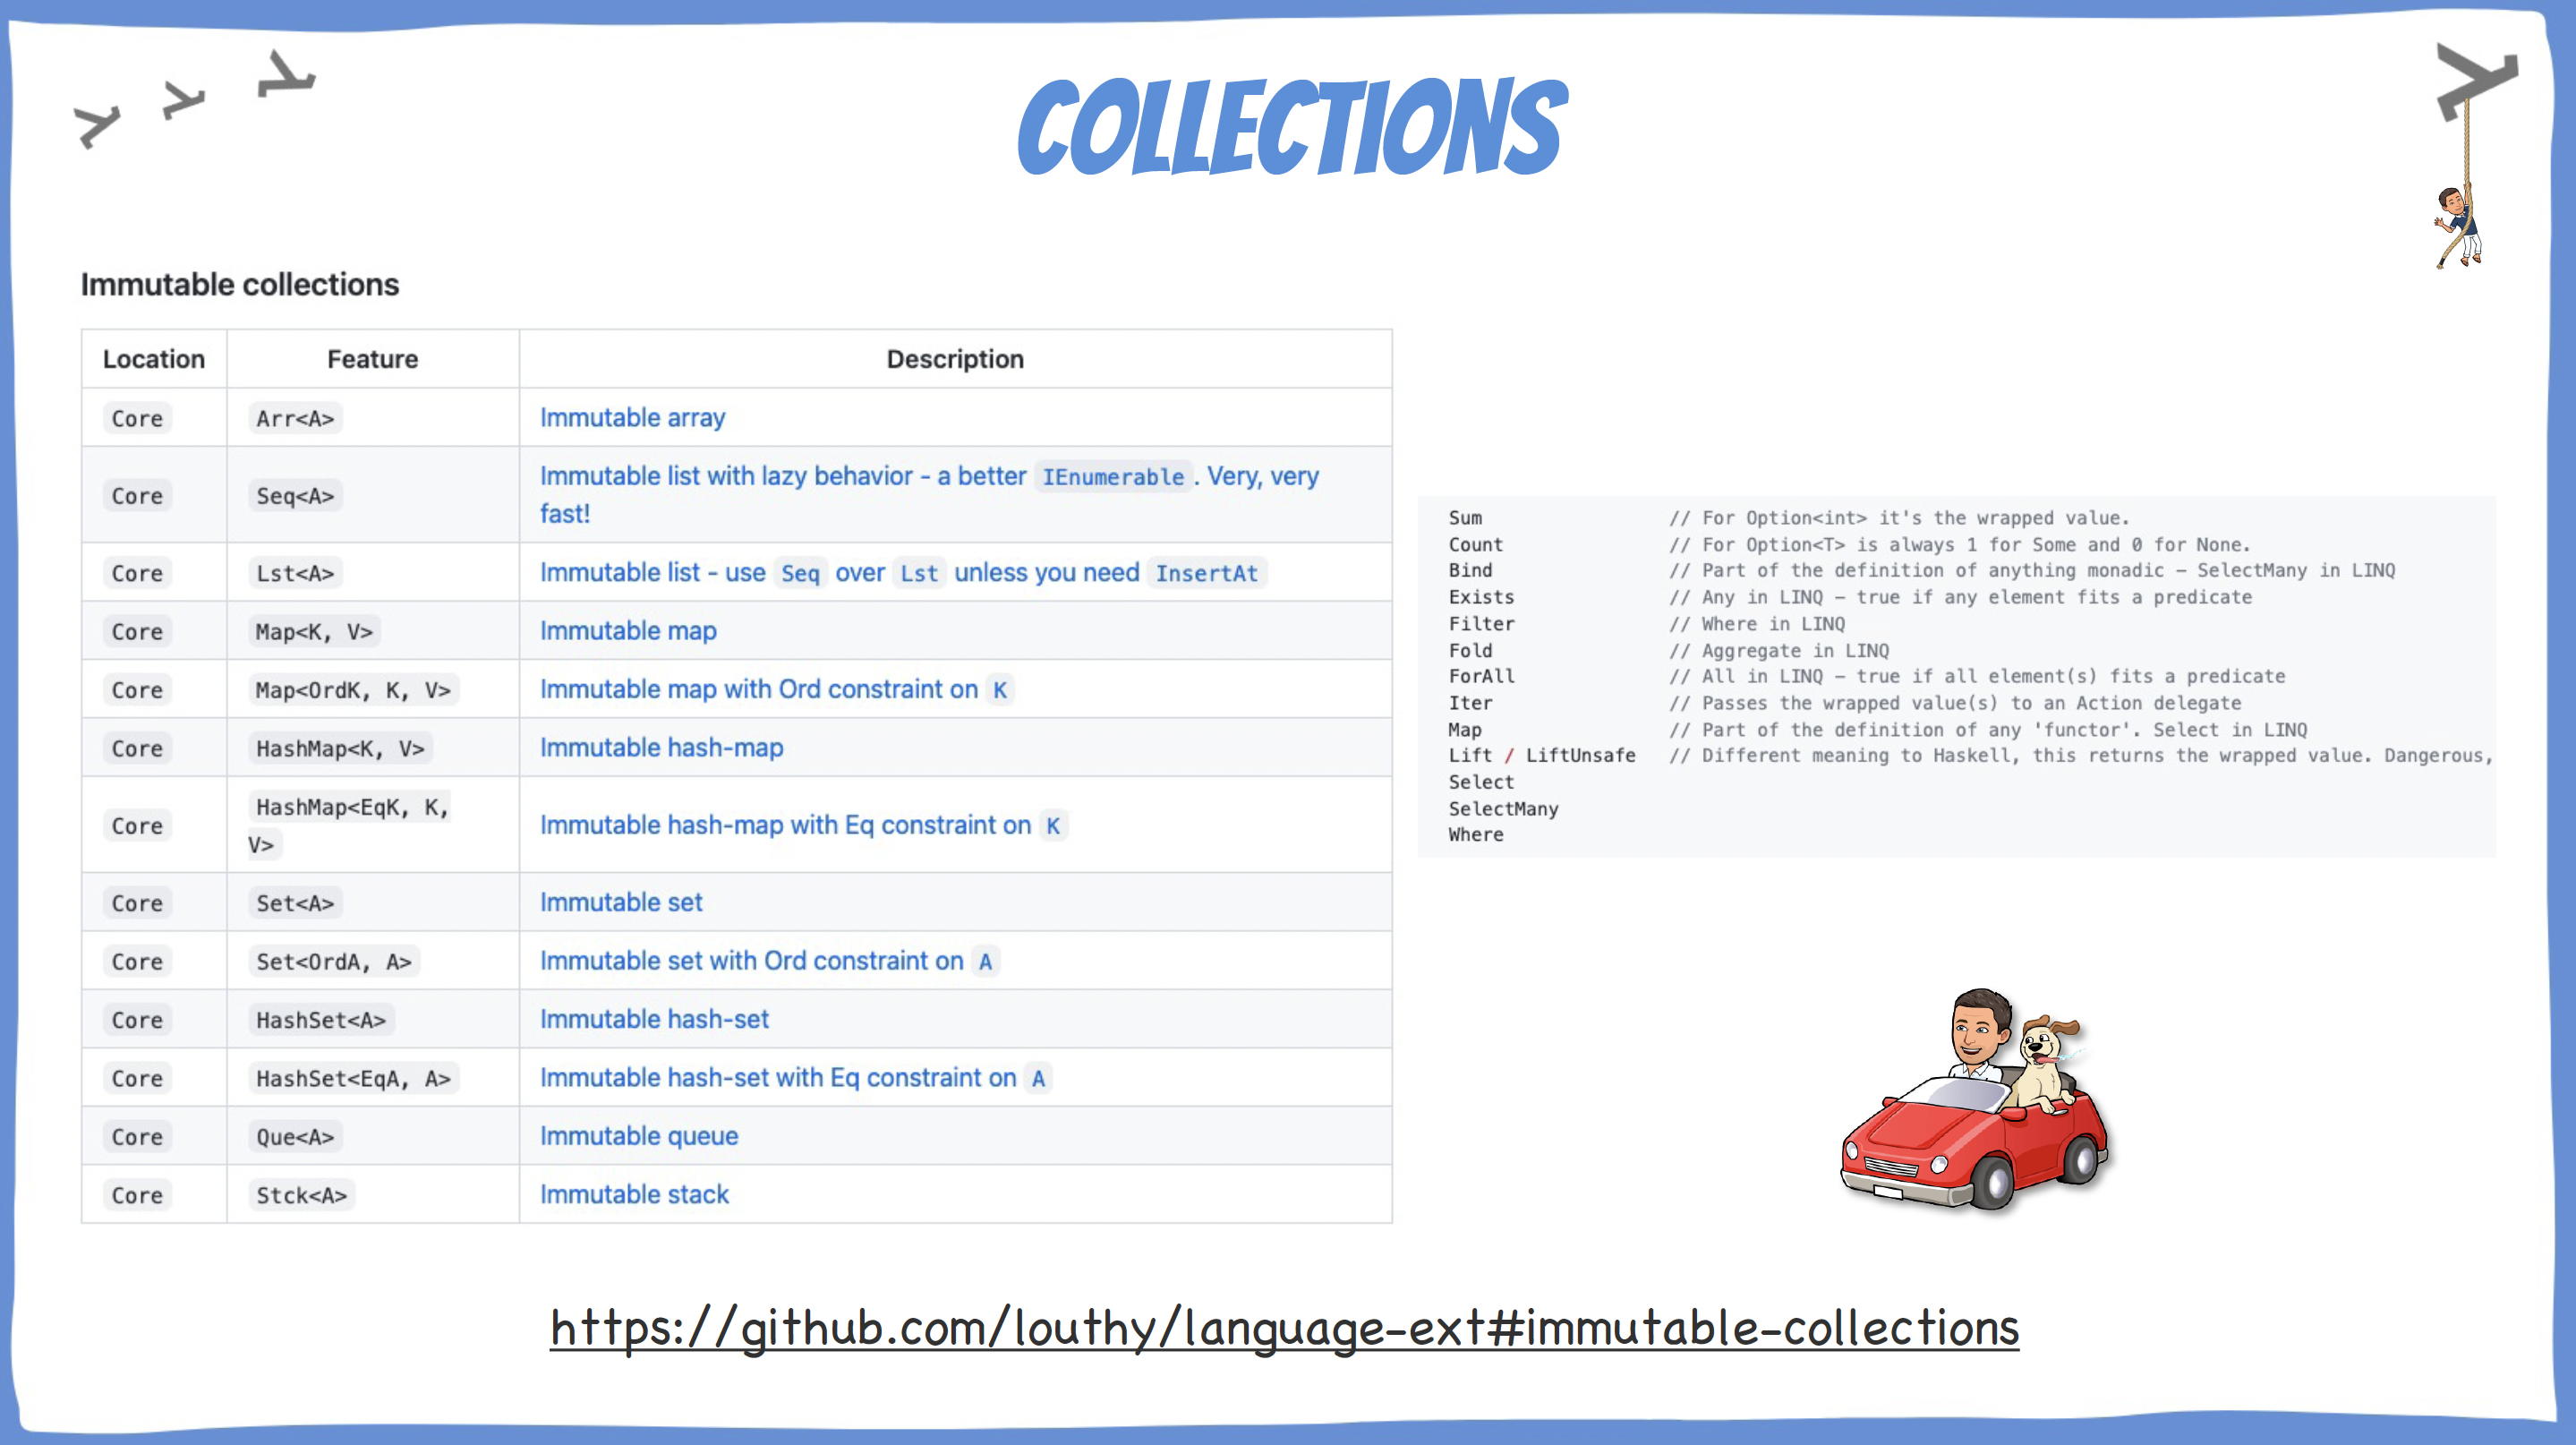 COLLECTIONS
Immutable collections
Location Feature Description
Core Arr<A> Immutable array
Core Seq<A> Immutable list with lazy behavior - a better IEnumerable. Very, very
fast!
Core Lst<A> Immutable list - use Seq over Lst unless you need InsertAt
Core Map<K, V> Immutable map
Core Map<OrdK, K, V> Immutable map with Ord constraint on K
Core HashMap<K, V> Immutable hash-map
Core HashMap<EqK, K, Immutable hash-map with Eq constraint on K
V>
Core Set<A> Immutable set
Core Set<OrdA, A> Immutable set with Ord constraint on A
Core HashSet<A> Immutable hash-set
Core HashSet<EqA, A> Immutable hash-set with Eq constraint on A
Core Que<A> Immutable queue
Core Stck<A> Immutable stack
Sum // For Option<int> it's the wrapped value.
Count // For Option<T> is always 1 for Some and 0 for None.
Bind // Part of the definition of anything monadic – SelectMany in LINQ
Exists // Any in LINQ – true if any element fits a predicate
Filter // Where in LINQ
Fold // Aggregate in LINQ
ForAll // All in LINQ – true if all element(s) fits a predicate
Iter // Passes the wrapped value(s) to an Action delegate
Map // Part of the definition of any 'functor'. Select in LINQ
Lift / LiftUnsafe // Different meaning to Haskell, this returns the wrapped value. Dangerous,
Select
SelectMany
Where
https://github.com/louthy/language-ext#immutable-collections